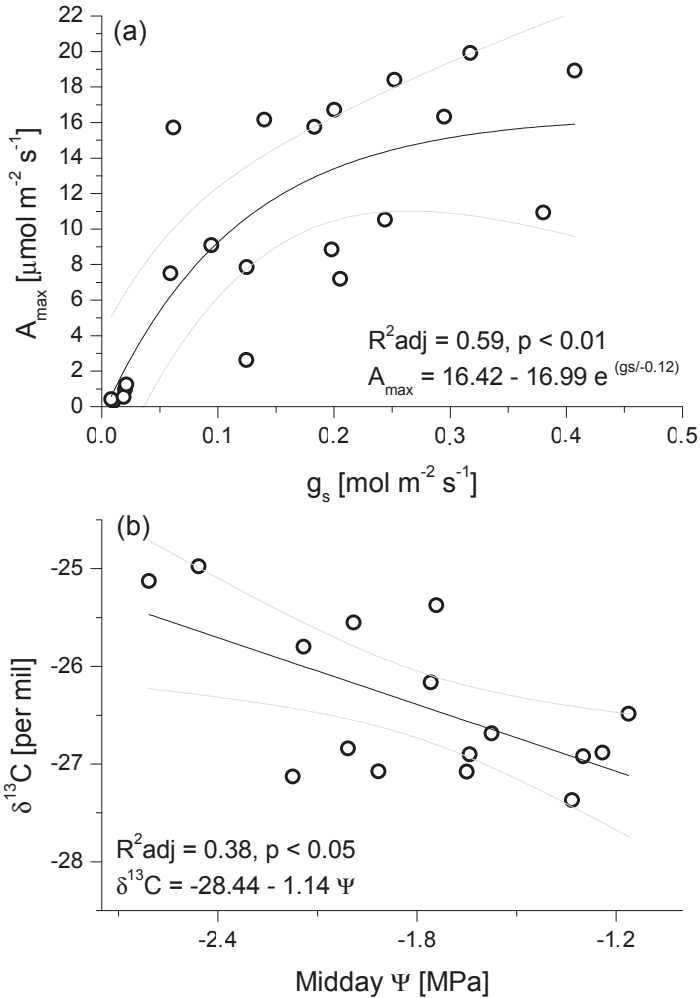 (a)
22
20
18
16
14
12
10
8
6
4
2
0
A_max [μmol m⁻² s⁻¹]
R²adj = 0.59, p < 0.01
A_max = 16.42 - 16.99 e ^(gs/-0.12)
0.0 0.1 0.2 0.3 0.4 0.5
g_s [mol m⁻² s⁻¹]
(b)
-25
-26
-27
-28
δ¹³C [per mil]
R²adj = 0.38, p < 0.05
δ¹³C = -28.44 - 1.14 Ψ
-2.4 -1.8 -1.2
Midday Ψ [MPa]